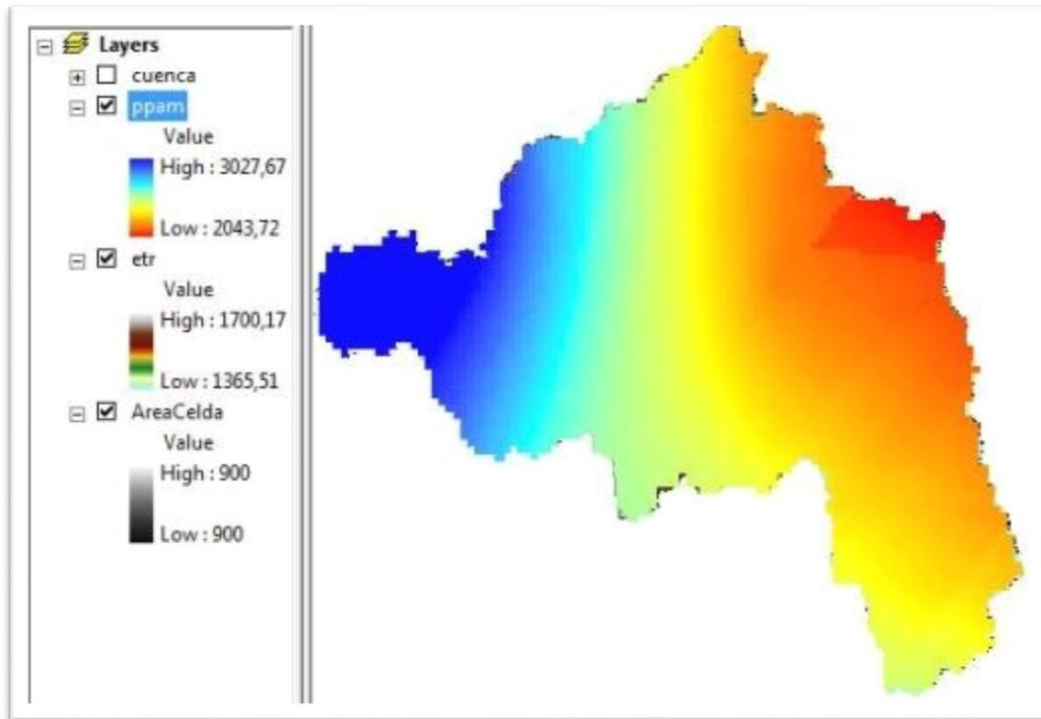 Layers
cuenca
ppam
Value
High : 3027,67
Low : 2043,72
etr
Value
High : 1700,17
Low : 1365,51
AreaCelda
Value
High : 900
Low : 900